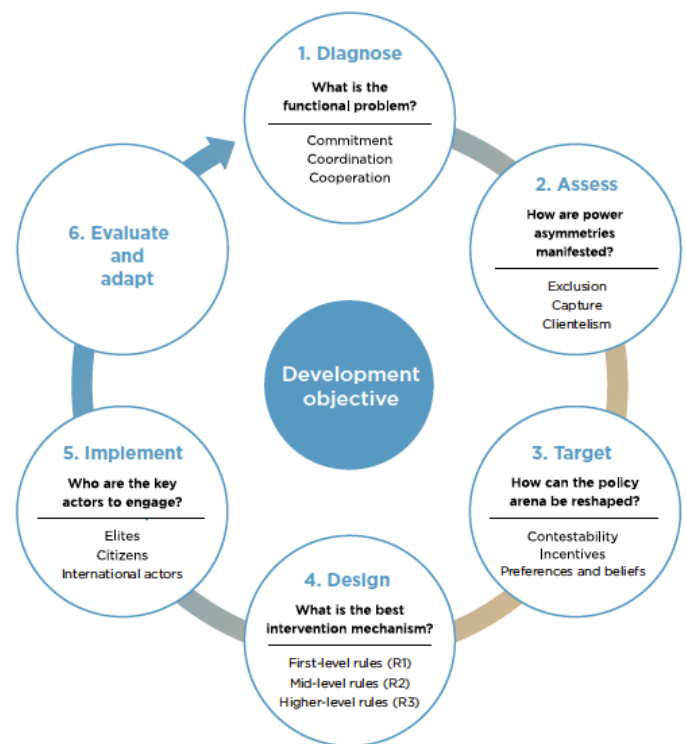 1. Diagnose
What is the
functional problem?
Commitment
Coordination
Cooperation
2. Assess
How are power
asymmetries
manifested?
Exclusion
Capture
Clientelism
3. Target
How can the policy
arena be reshaped?
Contestability
Incentives
Preferences and beliefs
4. Design
What is the best
intervention mechanism?
First-level rules (R1)
Mid-level rules (R2)
Higher-level rules (R3)
5. Implement
Who are the key
actors to engage?
Elites
Citizens
International actors
6. Evaluate
and
adapt
Development
objective